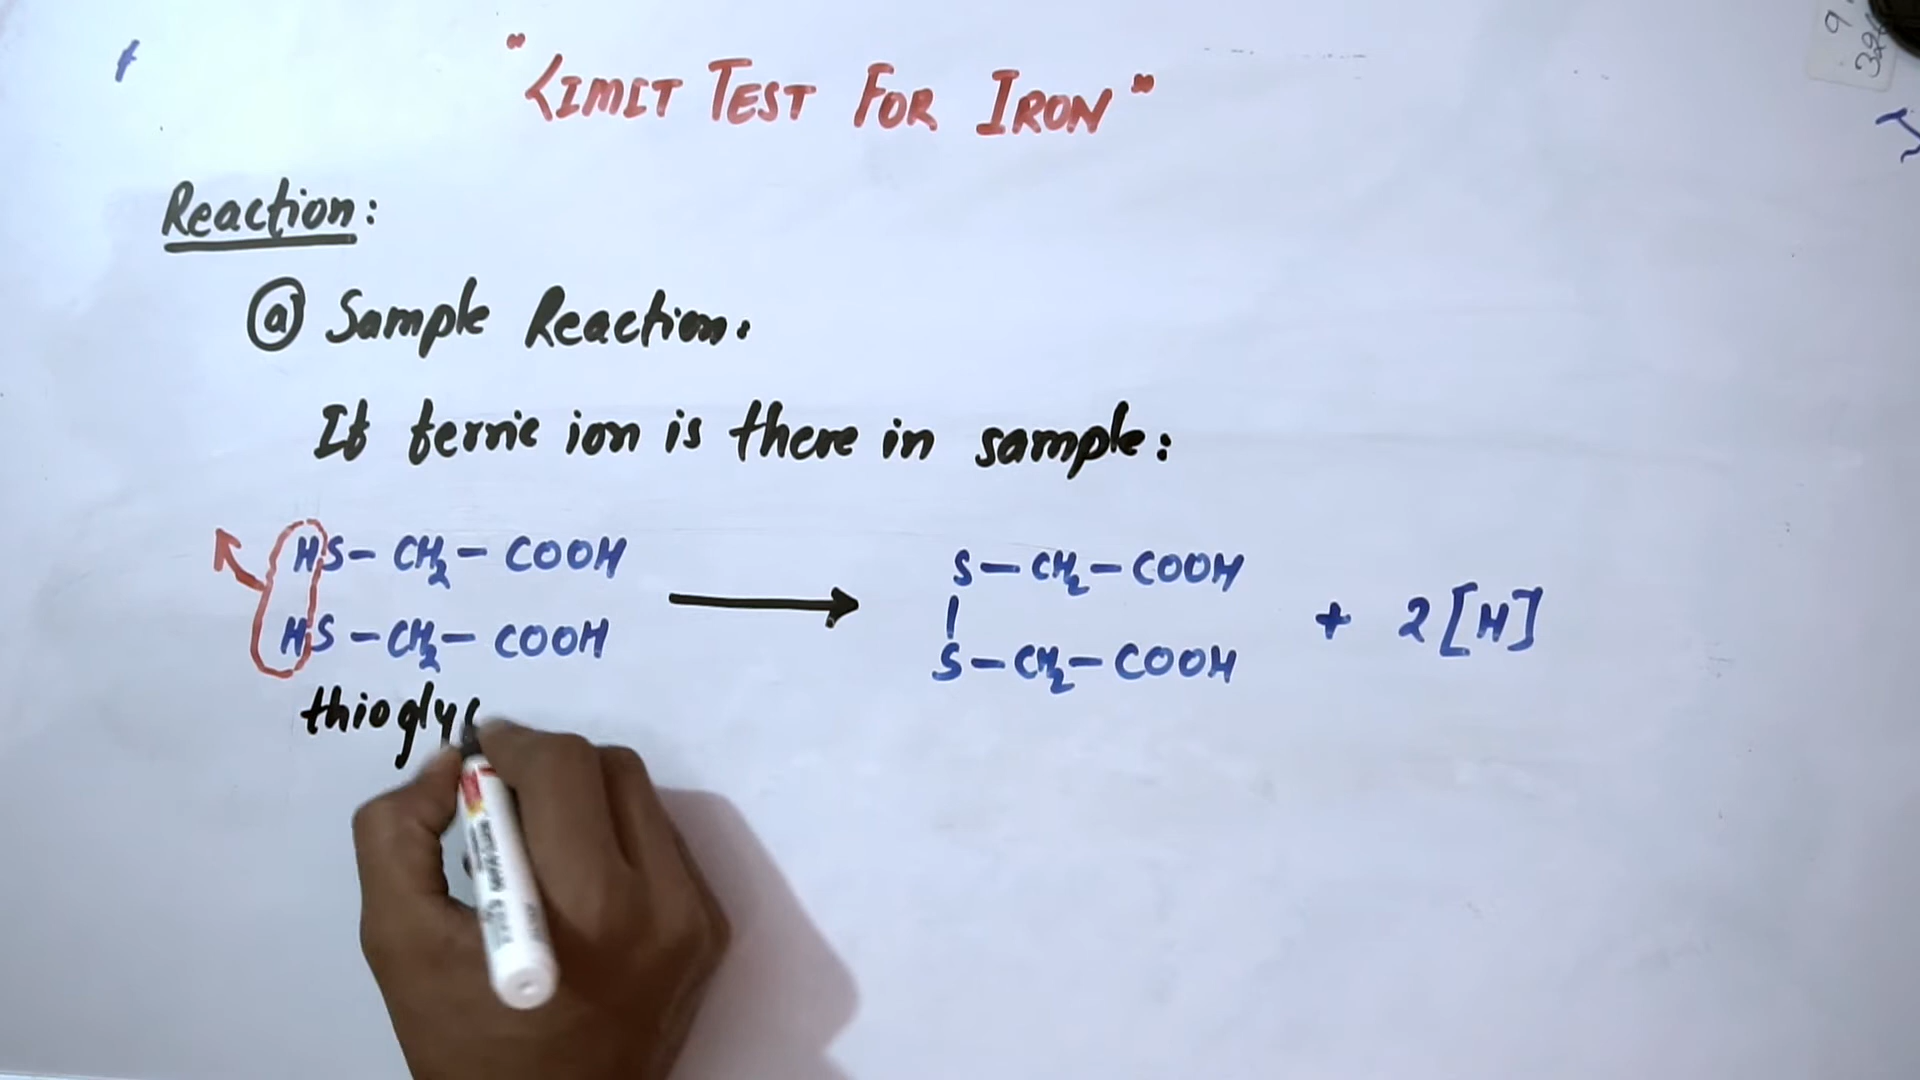 "LIMIT TEST FOR IRON"
Reaction:
ⓐ Sample Reaction.
If ferric ion is there in sample:
HS-CH₂-COOH
HS-CH₂-COOH
thioglyc
→
S-CH₂-COOH
|
S-CH₂-COOH
+ 2[H]